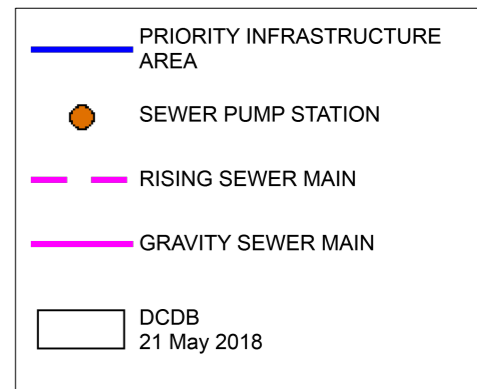 PRIORITY INFRASTRUCTURE
AREA
SEWER PUMP STATION
RISING SEWER MAIN
GRAVITY SEWER MAIN
DCDB
21 May 2018